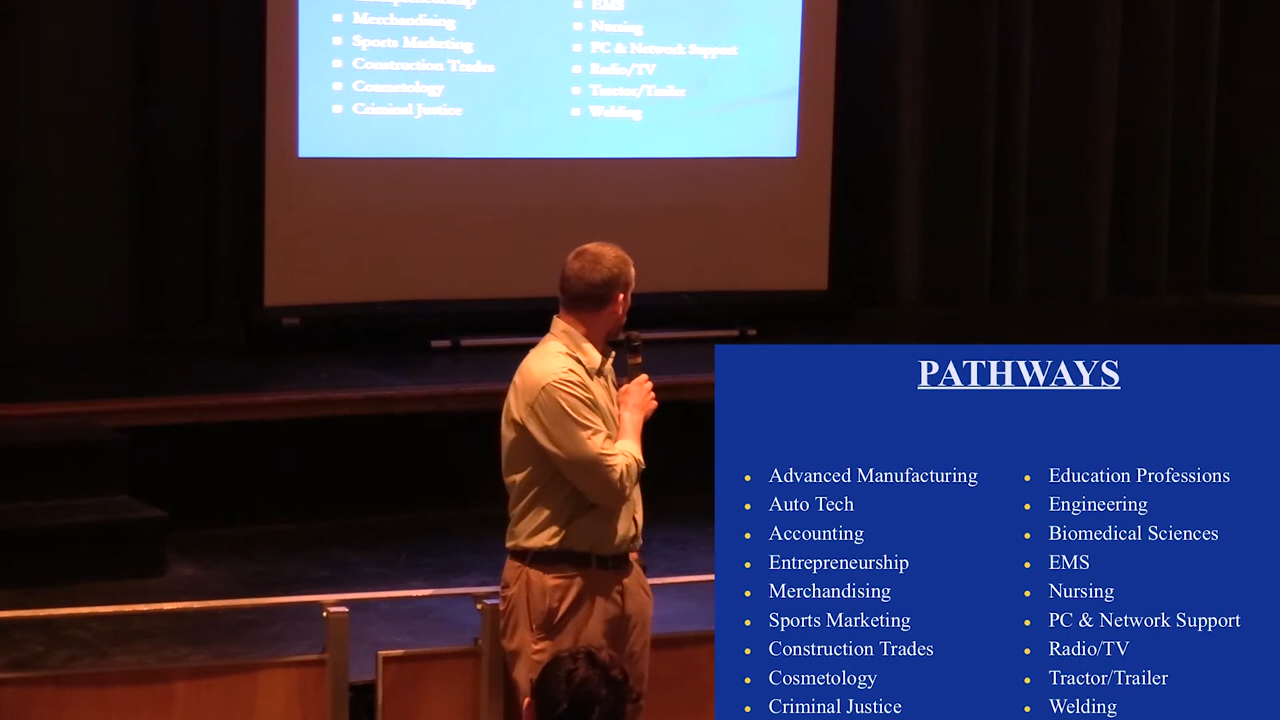 Entrepreneurship
Merchandising
Sports Marketing
Construction Trades
Cosmetology
Criminal Justice
EMS
Nursing
PC & Network Support
Radio/TV
Tractor/Trailer
Welding
PATHWAYS
Advanced Manufacturing
Auto Tech
Accounting
Entrepreneurship
Merchandising
Sports Marketing
Construction Trades
Cosmetology
Criminal Justice
Education Professions
Engineering
Biomedical Sciences
EMS
Nursing
PC & Network Support
Radio/TV
Tractor/Trailer
Welding